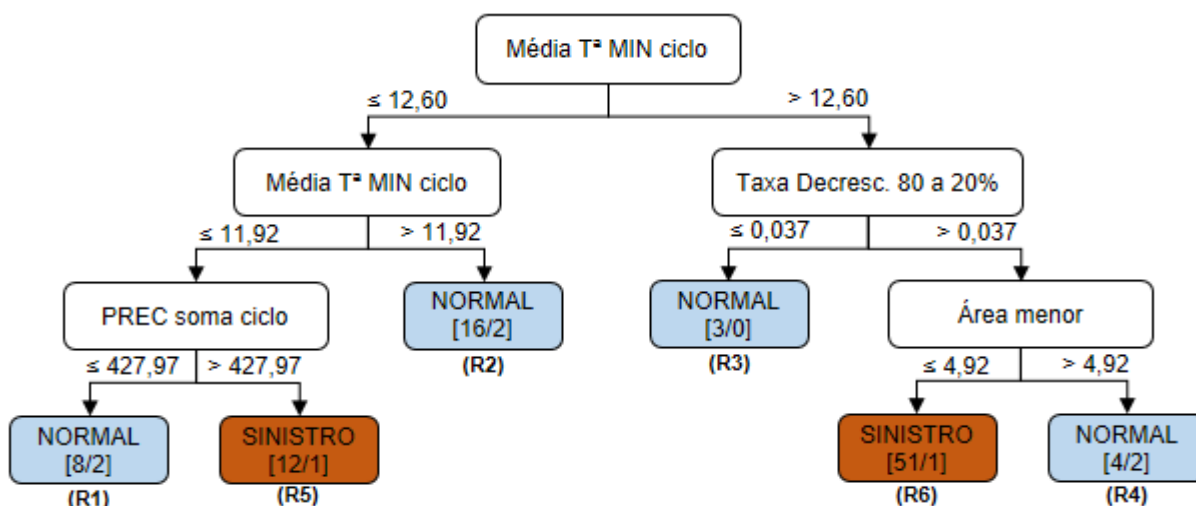 Média Tª MIN ciclo
≤ 12,60
> 12,60
Média Tª MIN ciclo
Taxa Decresc. 80 a 20%
≤ 11,92
> 11,92
≤ 0,037
> 0,037
PREC soma ciclo
NORMAL
[16/2]
(R2)
NORMAL
[3/0]
(R3)
Área menor
≤ 427,97
> 427,97
≤ 4,92
> 4,92
NORMAL
[8/2]
(R1)
SINISTRO
[12/1]
(R5)
SINISTRO
[51/1]
(R6)
NORMAL
[4/2]
(R4)